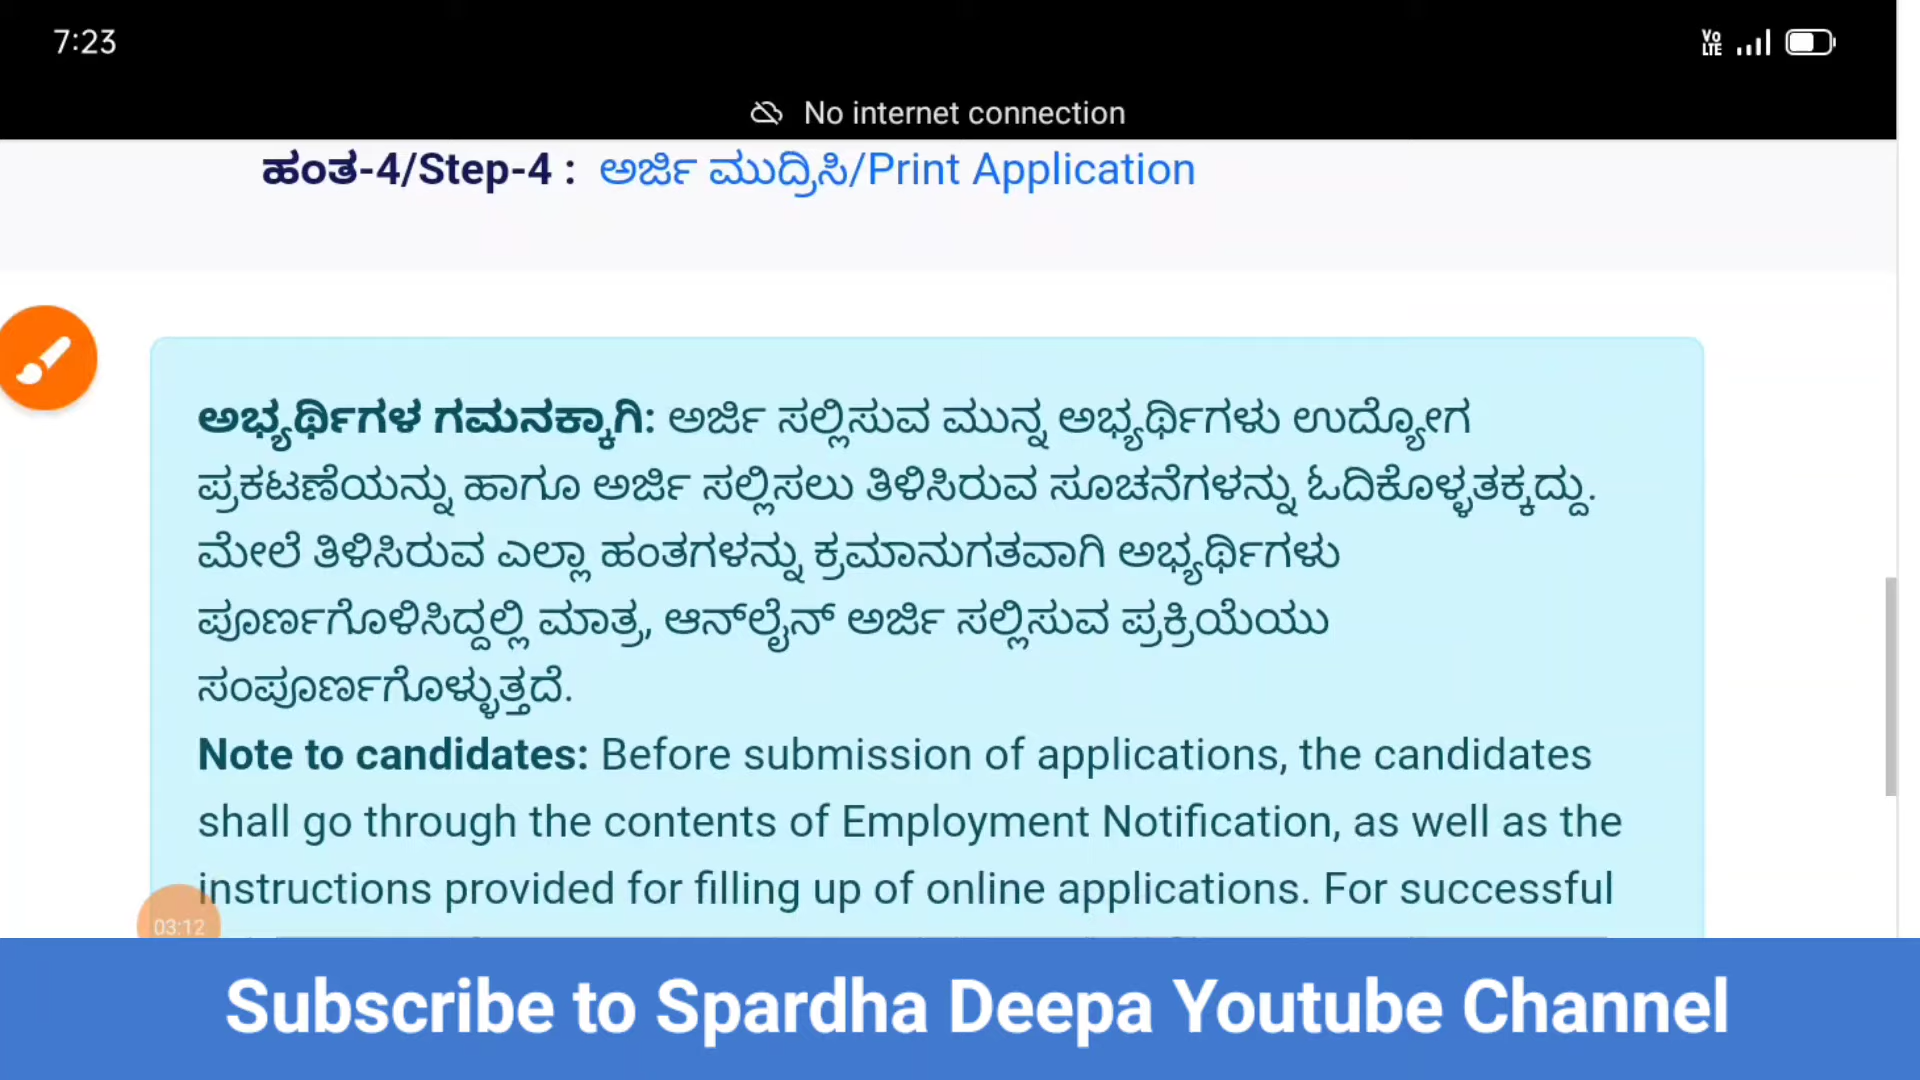 7:23
Vo
LTE
No internet connection
ಹಂತ-4/Step-4 : ಅರ್ಜಿ ಮುದ್ರಿಸಿ/Print Application
ಅಭ್ಯರ್ಥಿಗಳ ಗಮನಕ್ಕಾಗಿ: ಅರ್ಜಿ ಸಲ್ಲಿಸುವ ಮುನ್ನ ಅಭ್ಯರ್ಥಿಗಳು ಉದ್ಯೋಗ
ಪ್ರಕಟಣೆಯನ್ನು ಹಾಗೂ ಅರ್ಜಿ ಸಲ್ಲಿಸಲು ತಿಳಿಸಿರುವ ಸೂಚನೆಗಳನ್ನು ಓದಿಕೊಳ್ಳತಕ್ಕದ್ದು.
ಮೇಲೆ ತಿಳಿಸಿರುವ ಎಲ್ಲಾ ಹಂತಗಳನ್ನು ಕ್ರಮಾನುಗತವಾಗಿ ಅಭ್ಯರ್ಥಿಗಳು
ಪೂರ್ಣಗೊಳಿಸಿದ್ದಲ್ಲಿ ಮಾತ್ರ, ಆನ್‌ಲೈನ್ ಅರ್ಜಿ ಸಲ್ಲಿಸುವ ಪ್ರಕ್ರಿಯೆಯು
ಸಂಪೂರ್ಣಗೊಳ್ಳುತ್ತದೆ.
Note to candidates: Before submission of applications, the candidates
shall go through the contents of Employment Notification, as well as the
instructions provided for filling up of online applications. For successful
03:12
Subscribe to Spardha Deepa Youtube Channel